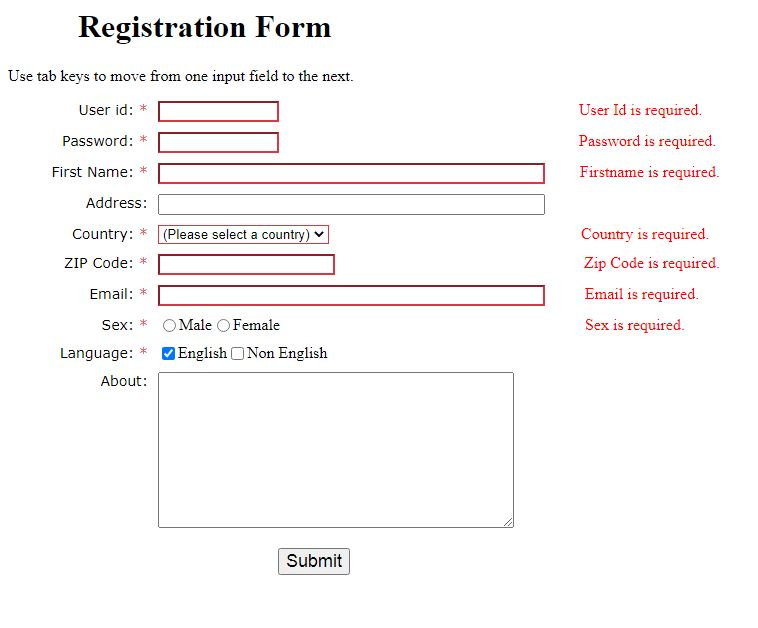 Registration Form
Use tab keys to move from one input field to the next.
User id: * User Id is required.
Password: * Password is required.
First Name: * Firstname is required.
Address:
Country: * (Please select a country) Country is required.
ZIP Code: * Zip Code is required.
Email: * Email is required.
Sex: * Male Female Sex is required.
Language: * English Non English
About:
Submit